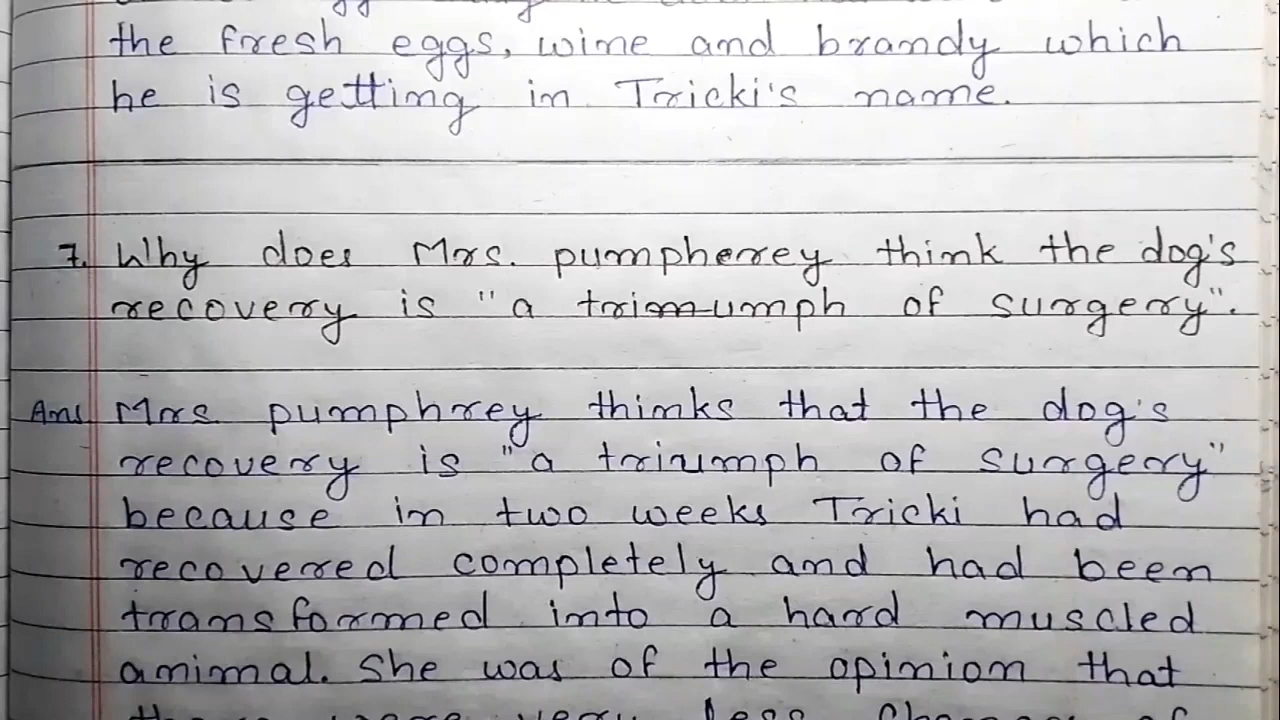 the fresh eggs, wine and brandy which
he is getting in Tricki's name.
7. Why does Mrs. pumpherey think the dog's
recovery is "a trimumph of surgery".
Ans. Mrs. pumphrey thinks that the dog's
recovery is "a triumph of surgery"
because in two weeks Tricki had
recovered completely and had been
transformed into a hard muscled
animal. She was of the opinion that
very less